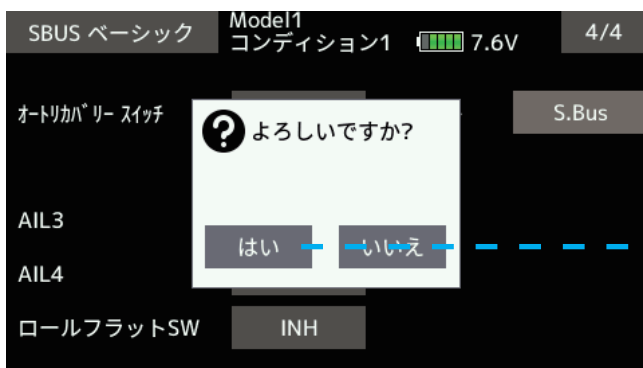 SBUS ベーシック
Model1
コンディション1
7.6V
4/4
ｵｰﾄﾘｶﾊﾞﾘｰ ｽｲｯﾁ
S.Bus
よろしいですか?
はい
いいえ
AIL3
AIL4
ロールフラットSW
INH